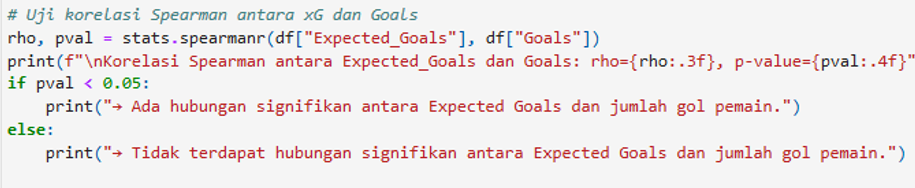 # Uji korelasi Spearman antara xG dan Goals
rho, pval = stats.spearmanr(df["Expected_Goals"], df["Goals"])
print(f"\nKorelasi Spearman antara Expected_Goals dan Goals: rho={rho:.3f}, p-value={pval:.4f}"
if pval < 0.05:
    print("→ Ada hubungan signifikan antara Expected Goals dan jumlah gol pemain.")
else:
    print("→ Tidak terdapat hubungan signifikan antara Expected Goals dan jumlah gol pemain.")